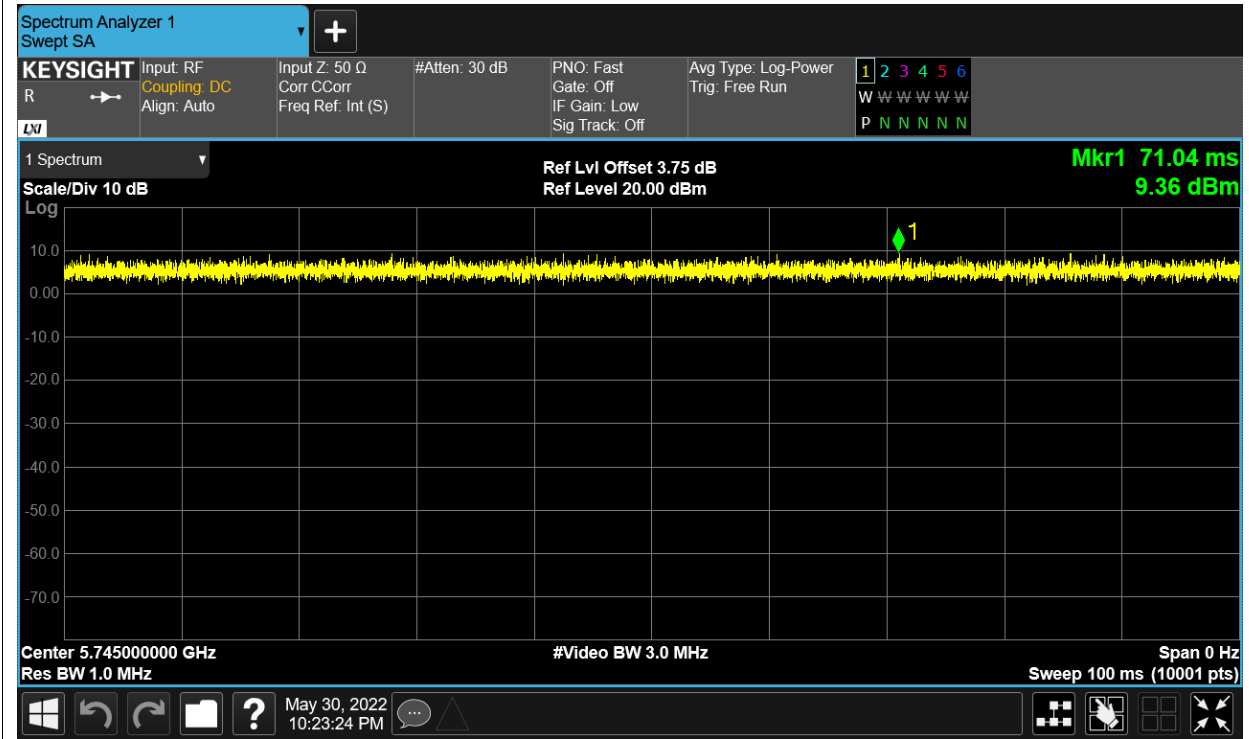 Spectrum Analyzer 1
Swept SA
KEYSIGHT
R
LXI
Input: RF
Coupling: DC
Align: Auto
Input Z: 50 Ω
Corr CCorr
Freq Ref: Int (S)
#Atten: 30 dB
PNO: Fast
Gate: Off
IF Gain: Low
Sig Track: Off
Avg Type: Log-Power
Trig: Free Run
1 2 3 4 5 6
W W W W W W
P N N N N N
1 Spectrum
Scale/Div 10 dB
Ref Lvl Offset 3.75 dB
Ref Level 20.00 dBm
Mkr1 71.04 ms
9.36 dBm
Log
1
10.0
0.00
-10.0
-20.0
-30.0
-40.0
-50.0
-60.0
-70.0
Center 5.745000000 GHz
Res BW 1.0 MHz
#Video BW 3.0 MHz
Span 0 Hz
Sweep 100 ms (10001 pts)
?
May 30, 2022
10:23:24 PM